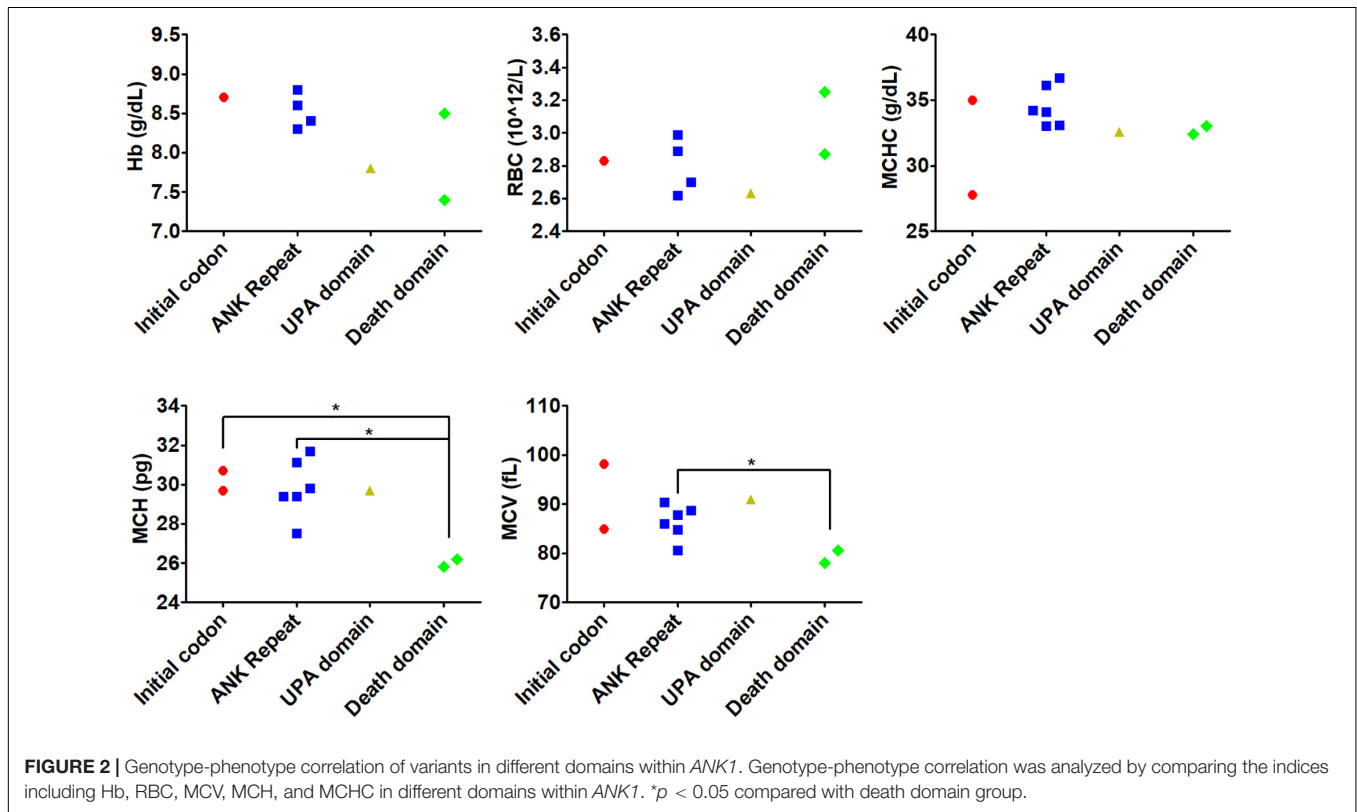 9.5
9.0
8.5
8.0
7.5
7.0
Hb (g/dL)
Initial codon
ANK Repeat
UPA domain
Death domain
3.6
3.4
3.2
3.0
2.8
2.6
2.4
RBC (10^12/L)
Initial codon
ANK Repeat
UPA domain
Death domain
40
35
30
25
MCHC (g/dL)
Initial codon
ANK Repeat
UPA domain
Death domain
34
32
30
28
26
24
MCH (pg)
*
*
Initial codon
ANK Repeat
UPA domain
Death domain
110
100
90
80
70
MCV (fL)
*
Initial codon
ANK Repeat
UPA domain
Death domain
FIGURE 2 | Genotype-phenotype correlation of variants in different domains within ANK1. Genotype-phenotype correlation was analyzed by comparing the indices
including Hb, RBC, MCV, MCH, and MCHC in different domains within ANK1. *p < 0.05 compared with death domain group.